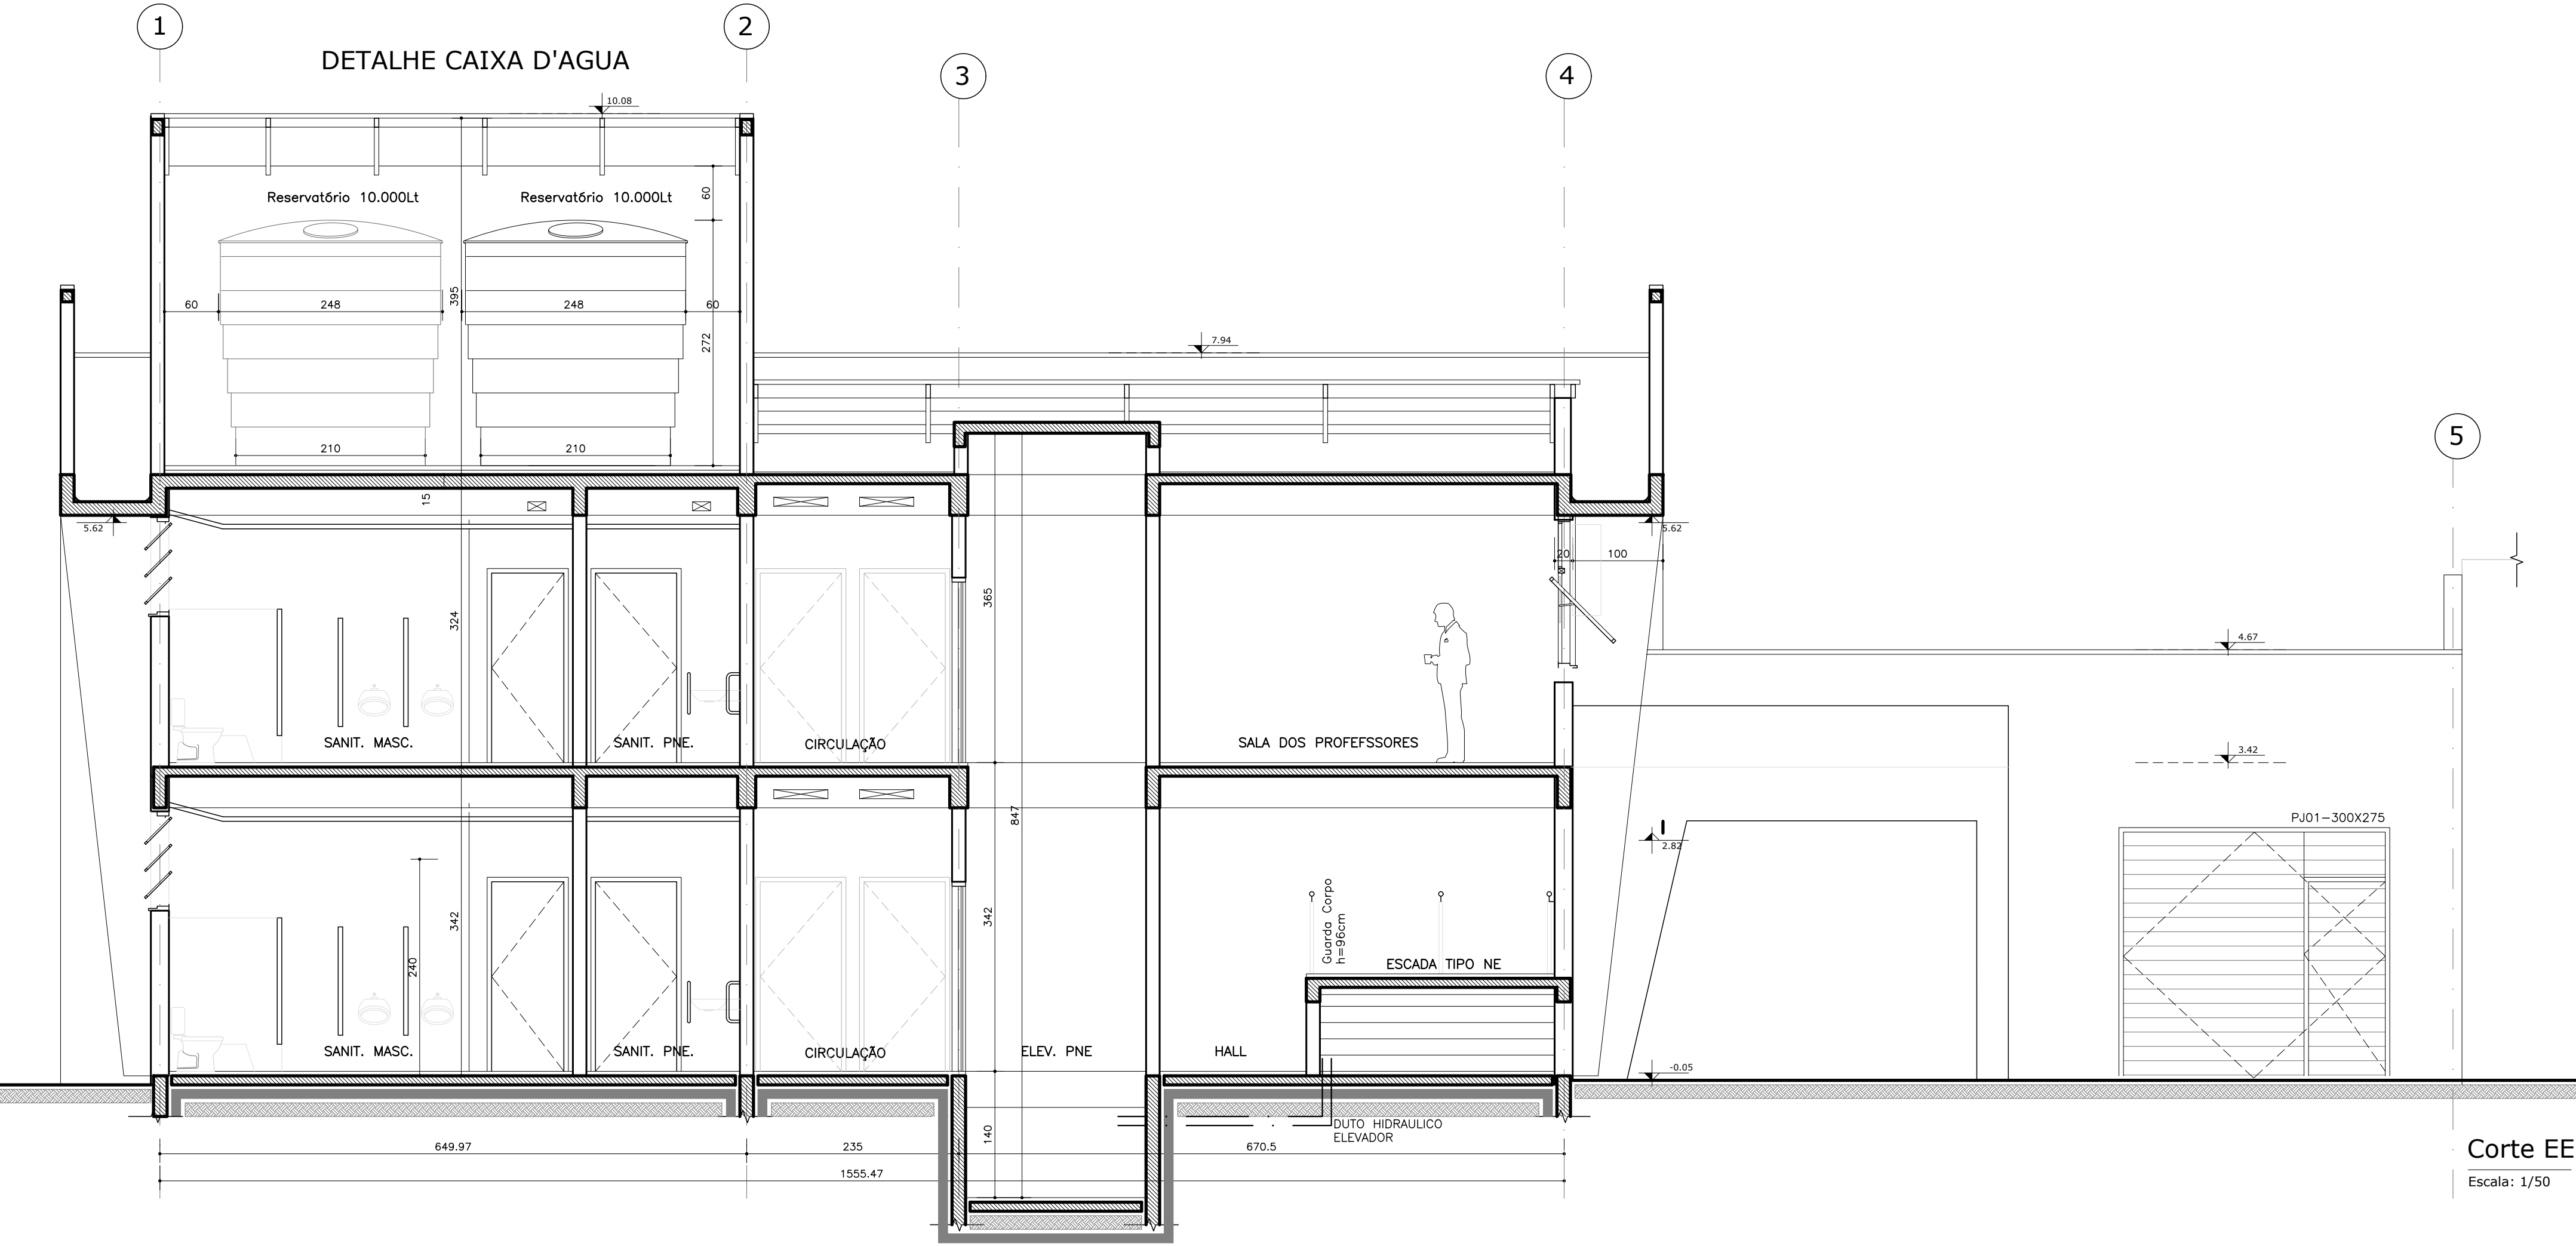 1
2
3
4
5
DETALHE CAIXA D'AGUA
10.08
Reservatório 10.000Lt
Reservatório 10.000Lt
60
60
248
395
248
60
272
7.94
210
210
15
5.62
5.62
20
100
324
365
4.67
SANIT. MASC.
SANIT. PNE.
CIRCULAÇÃO
SALA DOS PROFEFSSORES
3.42
847
PJ01-300X275
2.82
342
240
342
Guarda Corpo
h=96cm
ESCADA TIPO NE
SANIT. MASC.
SANIT. PNE.
CIRCULAÇÃO
ELEV. PNE
HALL
-0.05
140
DUTO HIDRAULICO
ELEVADOR
649.97
235
670.5
1555.47
Corte EE
Escala: 1/50